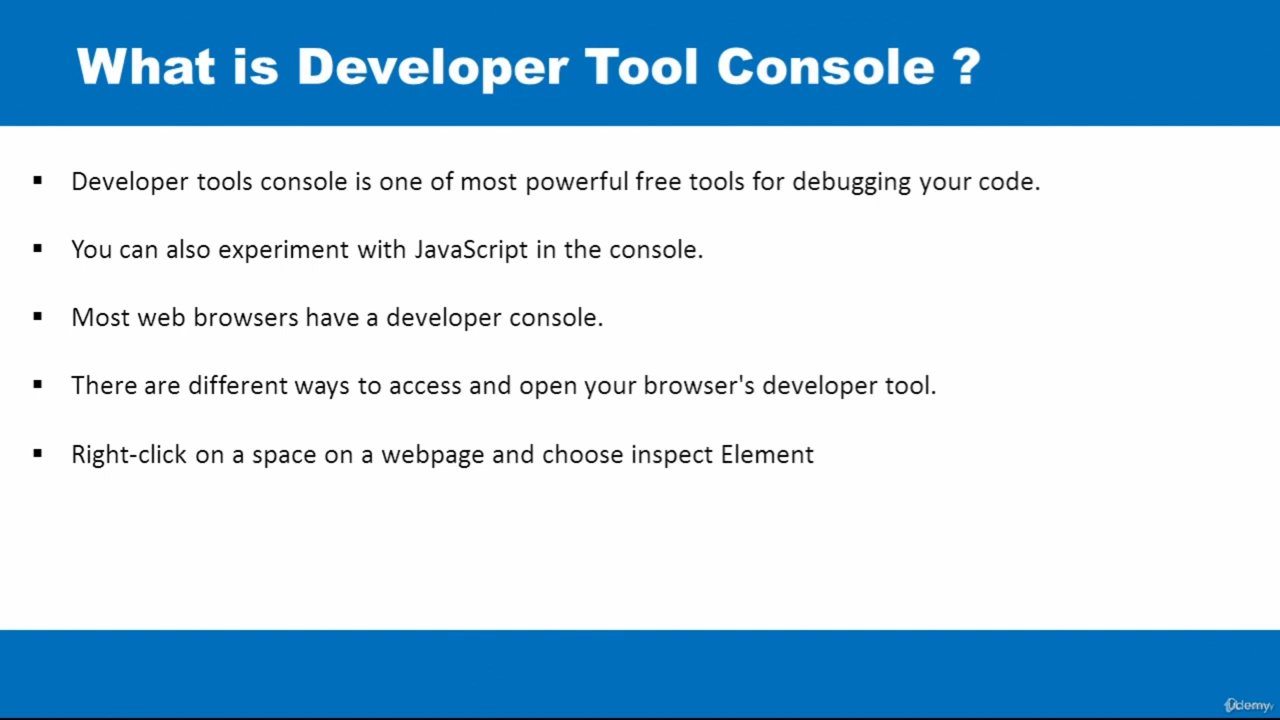 What is Developer Tool Console ?
▪ Developer tools console is one of most powerful free tools for debugging your code.
▪ You can also experiment with JavaScript in the console.
▪ Most web browsers have a developer console.
▪ There are different ways to access and open your browser's developer tool.
▪ Right-click on a space on a webpage and choose inspect Element
Udemy